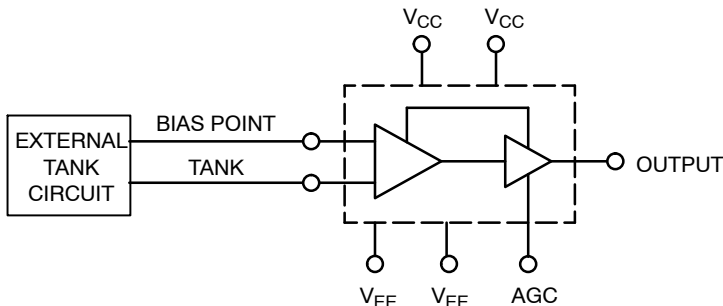 VCC VCC
BIAS POINT
EXTERNAL
TANK
TANK
CIRCUIT
OUTPUT
VEE VEE AGC